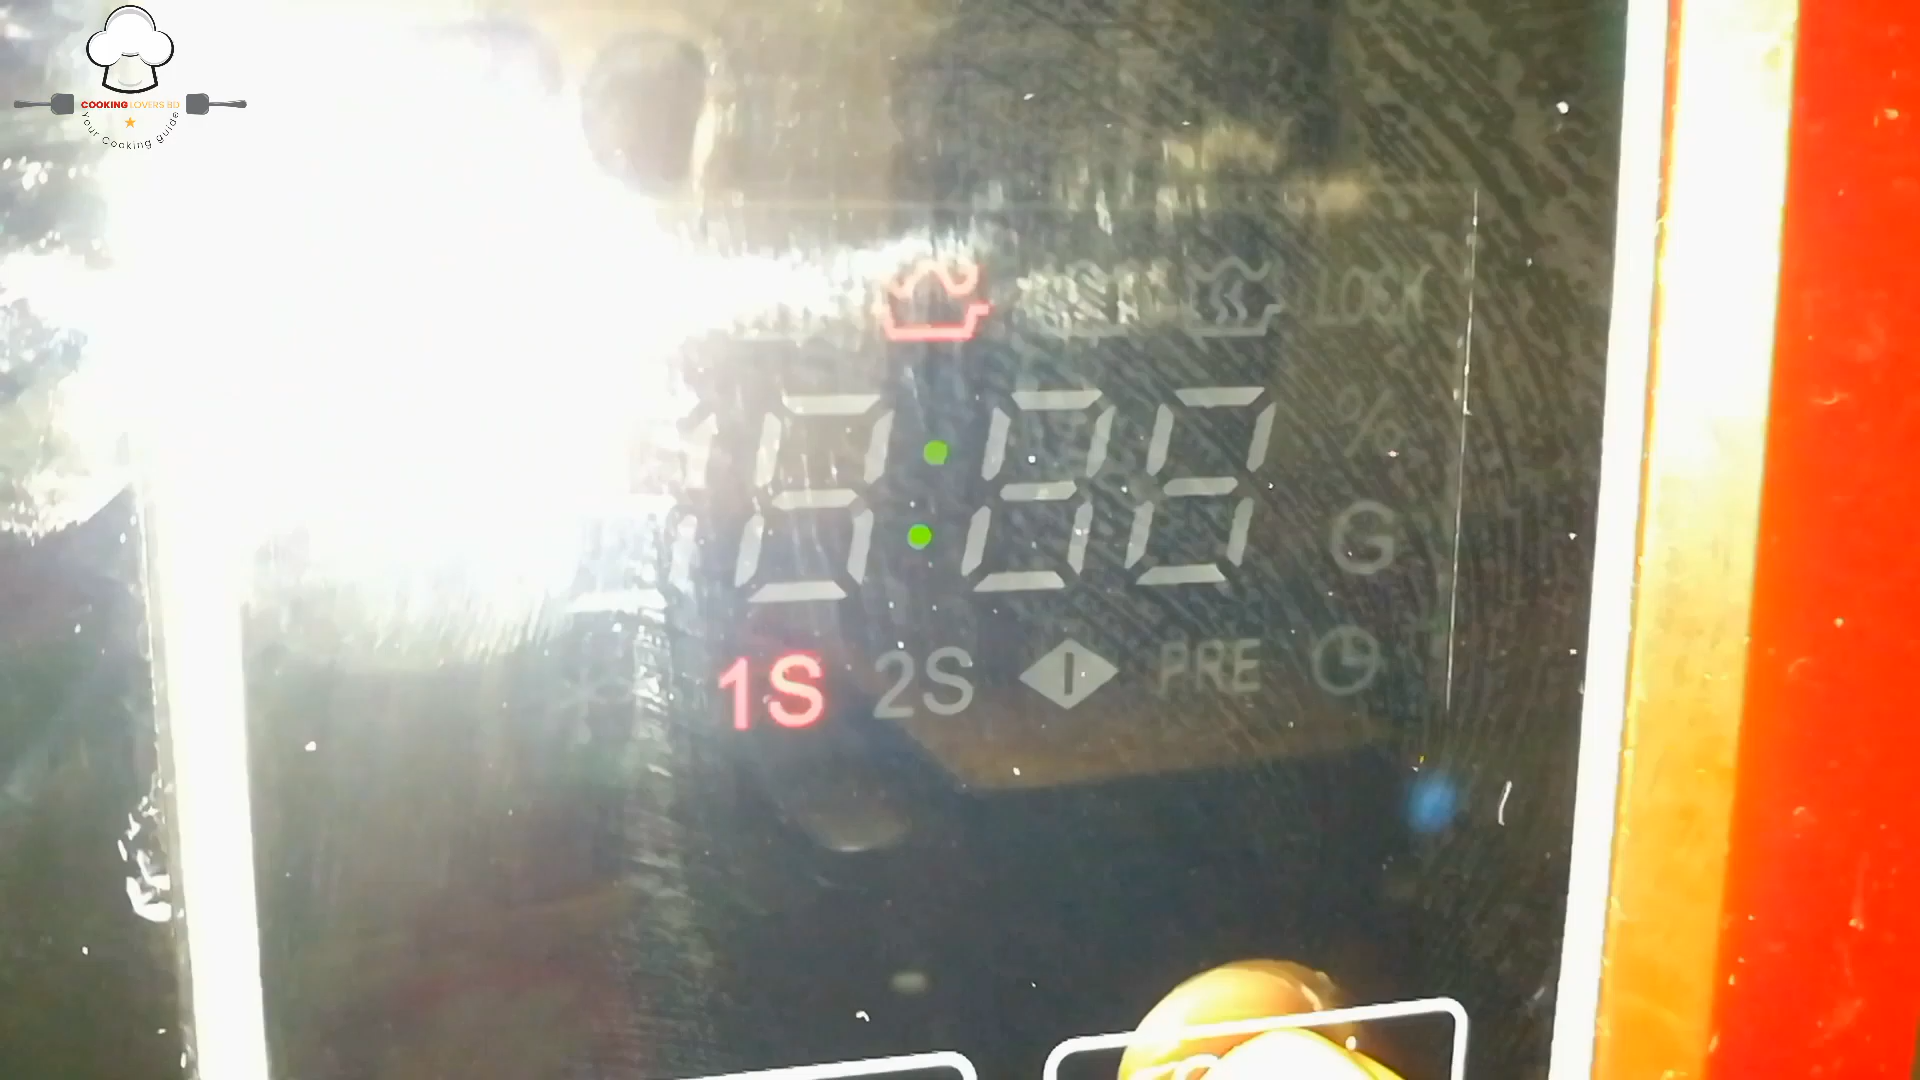 COOKING LOVERS BD
Your Cooking guide
LOCK
%
G
1S 2S PRE